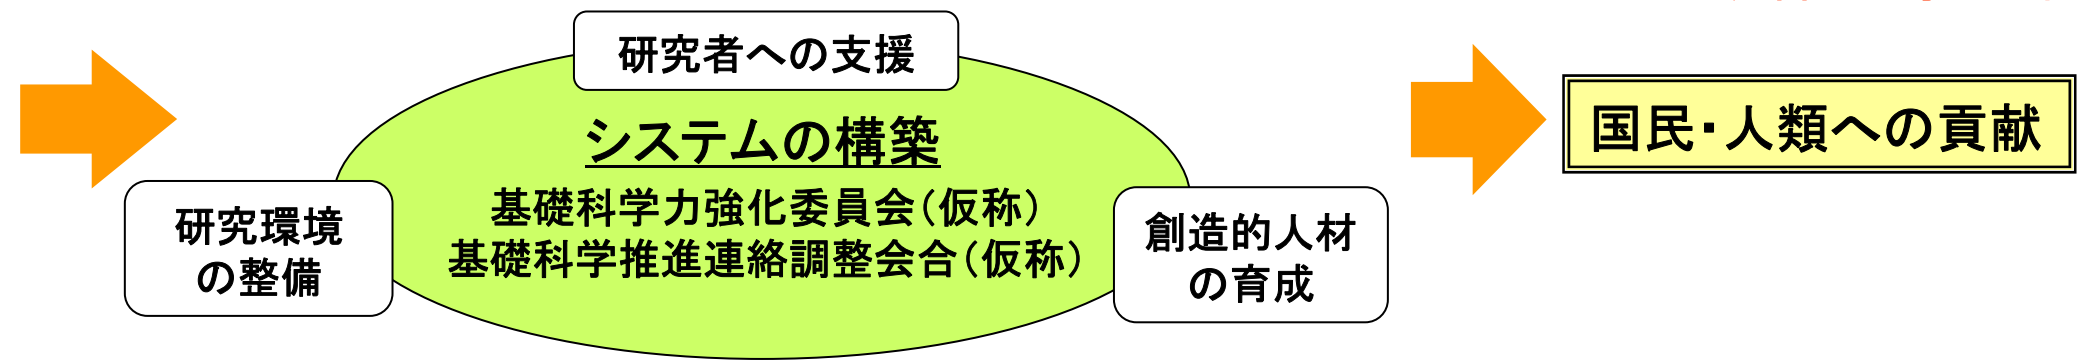 研究者への支援
システムの構築
基礎科学力強化委員会(仮称)
基礎科学推進連絡調整会合(仮称)
研究環境
の整備
創造的人材
の育成
国民・人類への貢献